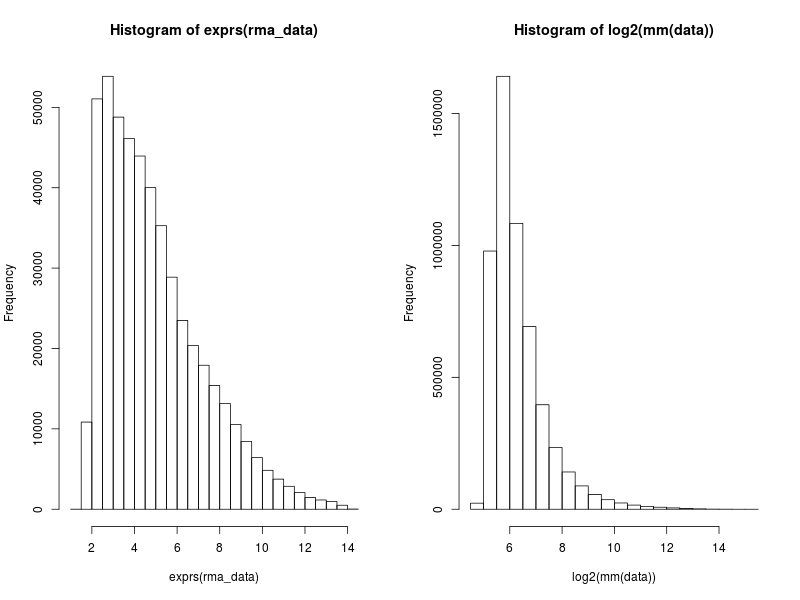 Histogram of exprs(rma_data)
Frequency
50000
40000
30000
20000
10000
0
2 4 6 8 10 12 14
exprs(rma_data)
Histogram of log2(mm(data))
Frequency
1500000
1000000
500000
0
6 8 10 12 14
log2(mm(data))